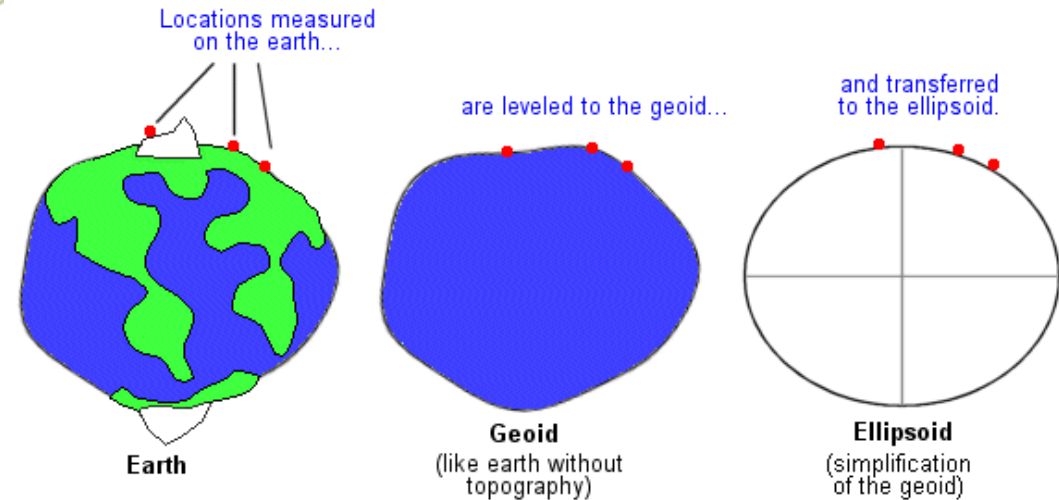 Locations measured
on the earth...
are leveled to the geoid...
and transferred
to the ellipsoid.
Earth
Geoid
(like earth without
topography)
Ellipsoid
(simplification
of the geoid)